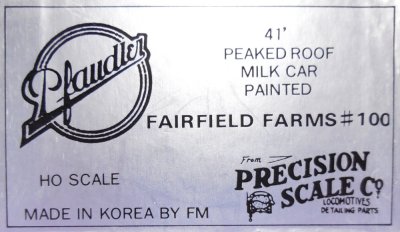 Pfaudler
41'
PEAKED ROOF
MILK CAR
PAINTED
FAIRFIELD FARMS #100
HO SCALE
MADE IN KOREA BY FM
From
PRECISION
SCALE Co
LOCOMOTIVES
DETAILING PARTS